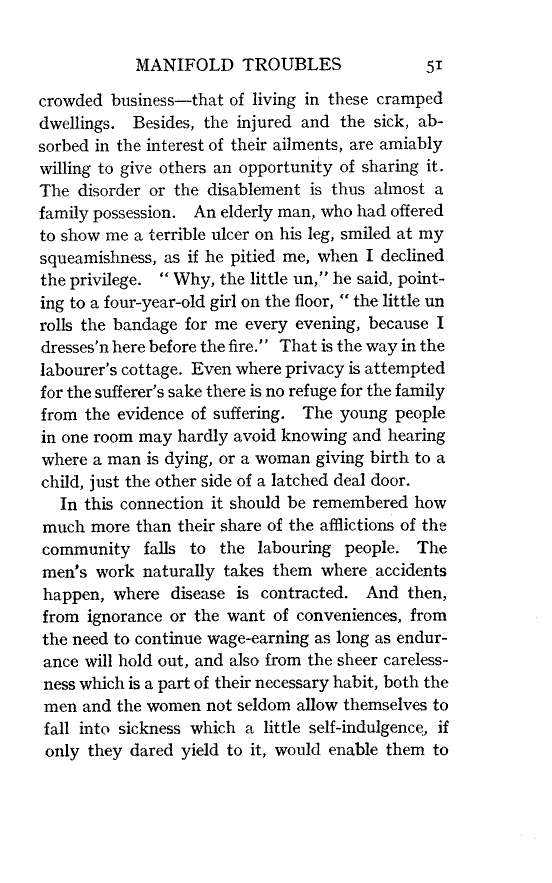 MANIFOLD TROUBLES 51
crowded business—that of living in these cramped
dwellings. Besides, the injured and the sick, ab-
sorbed in the interest of their ailments, are amiably
willing to give others an opportunity of sharing it.
The disorder or the disablement is thus almost a
family possession. An elderly man, who had offered
to show me a terrible ulcer on his leg, smiled at my
squeamishness, as if he pitied me, when I declined
the privilege. “ Why, the little un,” he said, point-
ing to a four-year-old girl on the floor, “ the little un
rolls the bandage for me every evening, because I
dresses’n here before the fire.” That is the way in the
labourer’s cottage. Even where privacy is attempted
for the sufferer’s sake there is no refuge for the family
from the evidence of suffering. The young people
in one room may hardly avoid knowing and hearing
where a man is dying, or a woman giving birth to a
child, just the other side of a latched deal door.
In this connection it should be remembered how
much more than their share of the afflictions of the
community falls to the labouring people. The
men’s work naturally takes them where accidents
happen, where disease is contracted. And then,
from ignorance or the want of conveniences, from
the need to continue wage-earning as long as endur-
ance will hold out, and also from the sheer careless-
ness which is a part of their necessary habit, both the
men and the women not seldom allow themselves to
fall into sickness which a little self-indulgence, if
only they dared yield to it, would enable them to